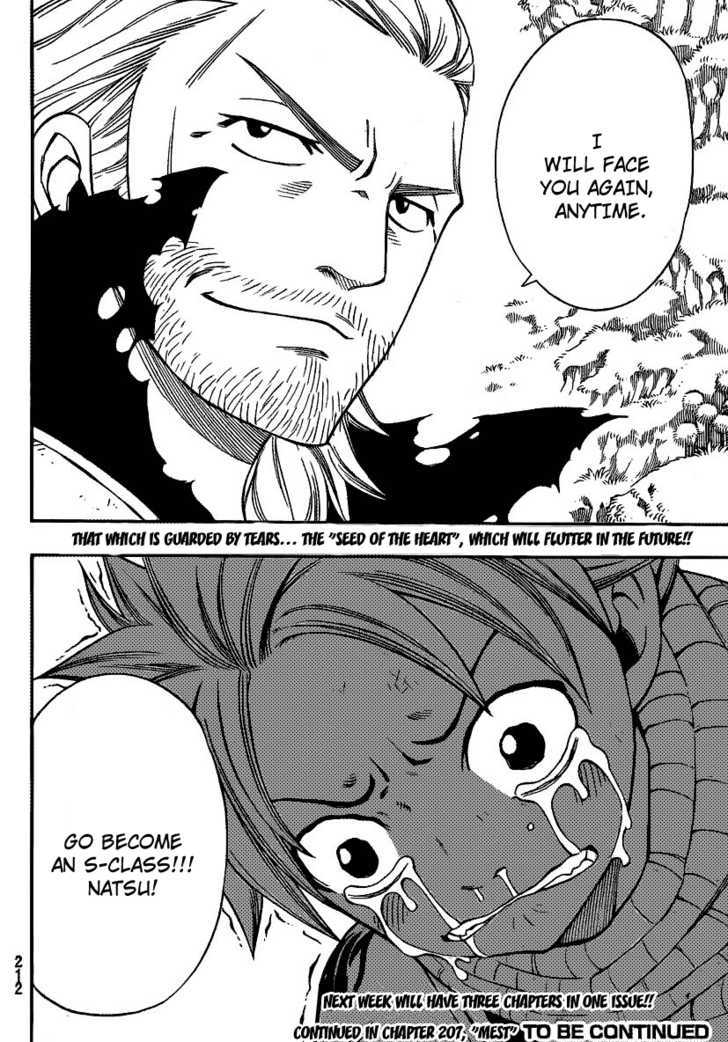 I
WILL FACE
YOU AGAIN,
ANYTIME.
THAT WHICH IS GUARDED BY TEARS... THE "SEED OF THE HEART", WHICH WILL FLUTTER IN THE FUTURE!!
GO BECOME
AN S-CLASS!!!
NATSU!
212
NEXT WEEK WILL HAVE THREE CHAPTERS IN ONE ISSUE!!
CONTINUED IN CHAPTER 207, "MEST" TO BE CONTINUED